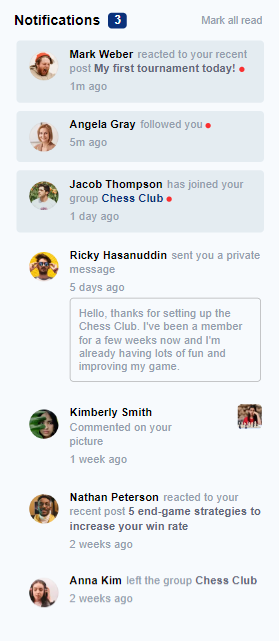 Notifications 3 Mark all read
Mark Weber reacted to your recent
post My first tournament today!
1m ago
Angela Gray followed you
5m ago
Jacob Thompson has joined your
group Chess Club
1 day ago
Ricky Hasanuddin sent you a private
message
5 days ago
Hello, thanks for setting up the
Chess Club. I've been a member
for a few weeks now and I'm
already having lots of fun and
improving my game.
Kimberly Smith
Commented on your
picture
1 week ago
Nathan Peterson reacted to your
recent post 5 end-game strategies to
increase your win rate
2 weeks ago
Anna Kim left the group Chess Club
2 weeks ago